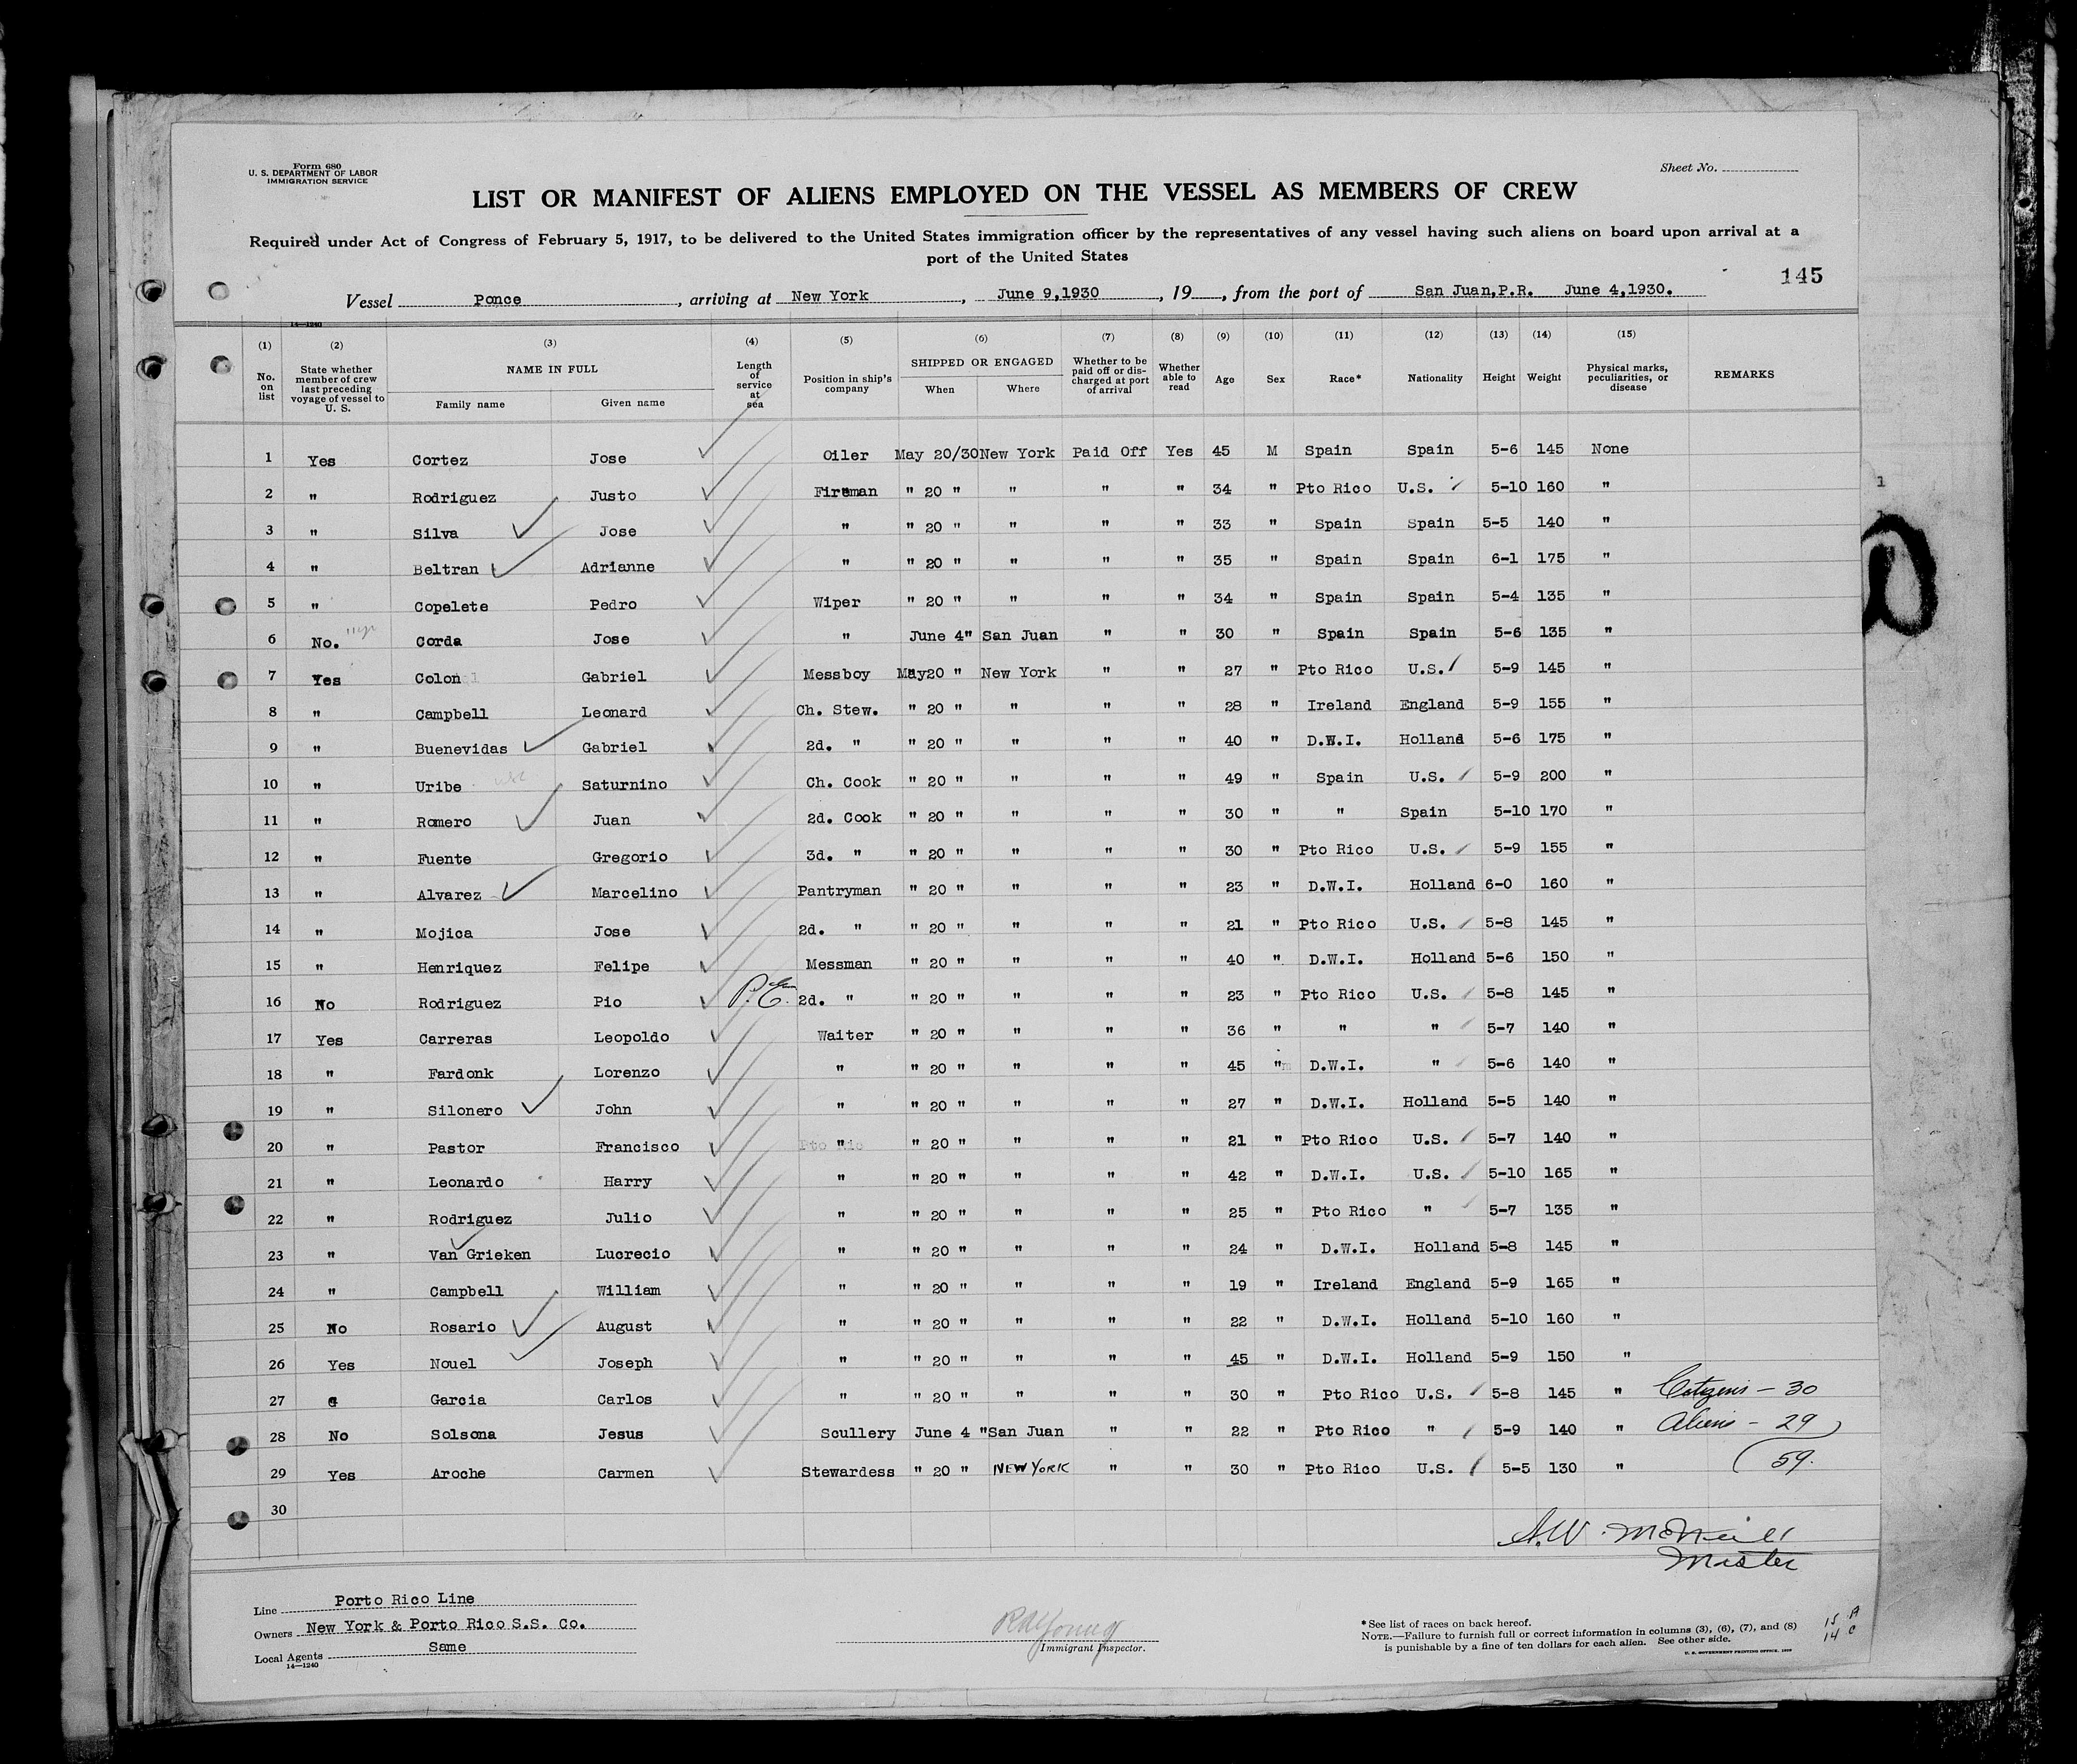 Form 680
U. S. DEPARTMENT OF LABOR
IMMIGRATION SERVICE
Sheet No.
LIST OR MANIFEST OF ALIENS EMPLOYED ON THE VESSEL AS MEMBERS OF CREW
Required under Act of Congress of February 5, 1917, to be delivered to the United States immigration officer by the representatives of any vessel having such aliens on board upon arrival at a
port of the United States
145
Vessel Ponce, arriving at New York, June 9,1930, 19, from the port of San Juan,P.R. June 4,1930.
14—1240
(1) (2) (3) (4) (5) (6) (7) (8) (9) (10) (11) (12) (13) (14) (15)
No. on list | State whether member of crew last preceding voyage of vessel to U. S. | NAME IN FULL Family name Given name | Length of service at sea | Position in ship's company | SHIPPED OR ENGAGED When Where | Whether to be paid off or discharged at port of arrival | Whether able to read | Age | Sex | Race* | Nationality | Height | Weight | Physical marks, peculiarities, or disease | REMARKS
1 Yes Cortez Jose Oiler May 20/30 New York Paid Off Yes 45 M Spain Spain 5-6 145 None
2 " Rodriguez Justo Fireman " 20 " " " " 34 " Pto Rico U.S. 5-10 160 "
3 " Silva Jose " " 20 " " " " 33 " Spain Spain 5-5 140 "
4 " Beltran Adrianne " " 20 " " " " 35 " Spain Spain 6-1 175 "
5 " Copelete Pedro Wiper " 20 " " " " 34 " Spain Spain 5-4 135 "
6 No. Corda Jose " June 4" San Juan " " 30 " Spain Spain 5-6 135 "
7 Yes Colon Gabriel Messboy May20 " New York " " 27 " Pto Rico U.S. 5-9 145 "
8 " Campbell Leonard Ch. Stew. " 20 " " " " 28 " Ireland England 5-9 155 "
9 " Buenevidas Gabriel 2d. " " 20 " " " " 40 " D.W.I. Holland 5-6 175 "
10 " Uribe Saturnino Ch. Cook " 20 " " " " 49 " Spain U.S. 5-9 200 "
11 " Romero Juan 2d. Cook " 20 " " " " 30 " " Spain 5-10 170 "
12 " Fuente Gregorio 3d. " " 20 " " " " 30 " Pto Rico U.S. 5-9 155 "
13 " Alvarez Marcelino Pantryman " 20 " " " " 23 " D.W.I. Holland 6-0 160 "
14 " Mojica Jose 2d. " " 20 " " " " 21 " Pto Rico U.S. 5-8 145 "
15 " Henriquez Felipe Messman " 20 " " " " 40 " D.W.I. Holland 5-6 150 "
16 No Rodriguez Pio P.E. 2d. " " 20 " " " " 23 " Pto Rico U.S. 5-8 145 "
17 Yes Carreras Leopoldo Waiter " 20 " " " " 36 " " " 5-7 140 "
18 " Fardonk Lorenzo " " 20 " " " " 45 " D.W.I. " 5-6 140 "
19 " Silonero John " " 20 " " " " 27 " D.W.I. Holland 5-5 140 "
20 " Pastor Francisco " " 20 " " " " 21 " Pto Rico U.S. 5-7 140 "
21 " Leonardo Harry " " 20 " " " " 42 " D.W.I. U.S. 5-10 165 "
22 " Rodriguez Julio " " 20 " " " " 25 " Pto Rico " 5-7 135 "
23 " Van Grieken Lucrecio " " 20 " " " " 24 " D.W.I. Holland 5-8 145 "
24 " Campbell William " " 20 " " " " 19 " Ireland England 5-9 165 "
25 No Rosario August " " 20 " " " " 22 " D.W.I. Holland 5-10 160 "
26 Yes Nouel Joseph " " 20 " " " " 45 " D.W.I. Holland 5-9 150 "
27 Garcia Carlos " " 20 " " " " 30 " Pto Rico U.S. 5-8 145 " Citizens - 30
28 No Solsona Jesus Scullery June 4 " San Juan " " 22 " Pto Rico " 5-9 140 " Aliens - 29
29 Yes Aroche Carmen Stewardess " 20 " NEW YORK " " 30 " Pto Rico U.S. 5-5 130 " 59.
30
A.W. McNeill
Master
Line Porto Rico Line
Owners New York & Porto Rico S.S. Co.
Local Agents Same
14—1240
Immigrant Inspector.
*See list of races on back hereof.
NOTE.—Failure to furnish full or correct information in columns (3), (6), (7), and (8)
is punishable by a fine of ten dollars for each alien. See other side.
15 A
14 C